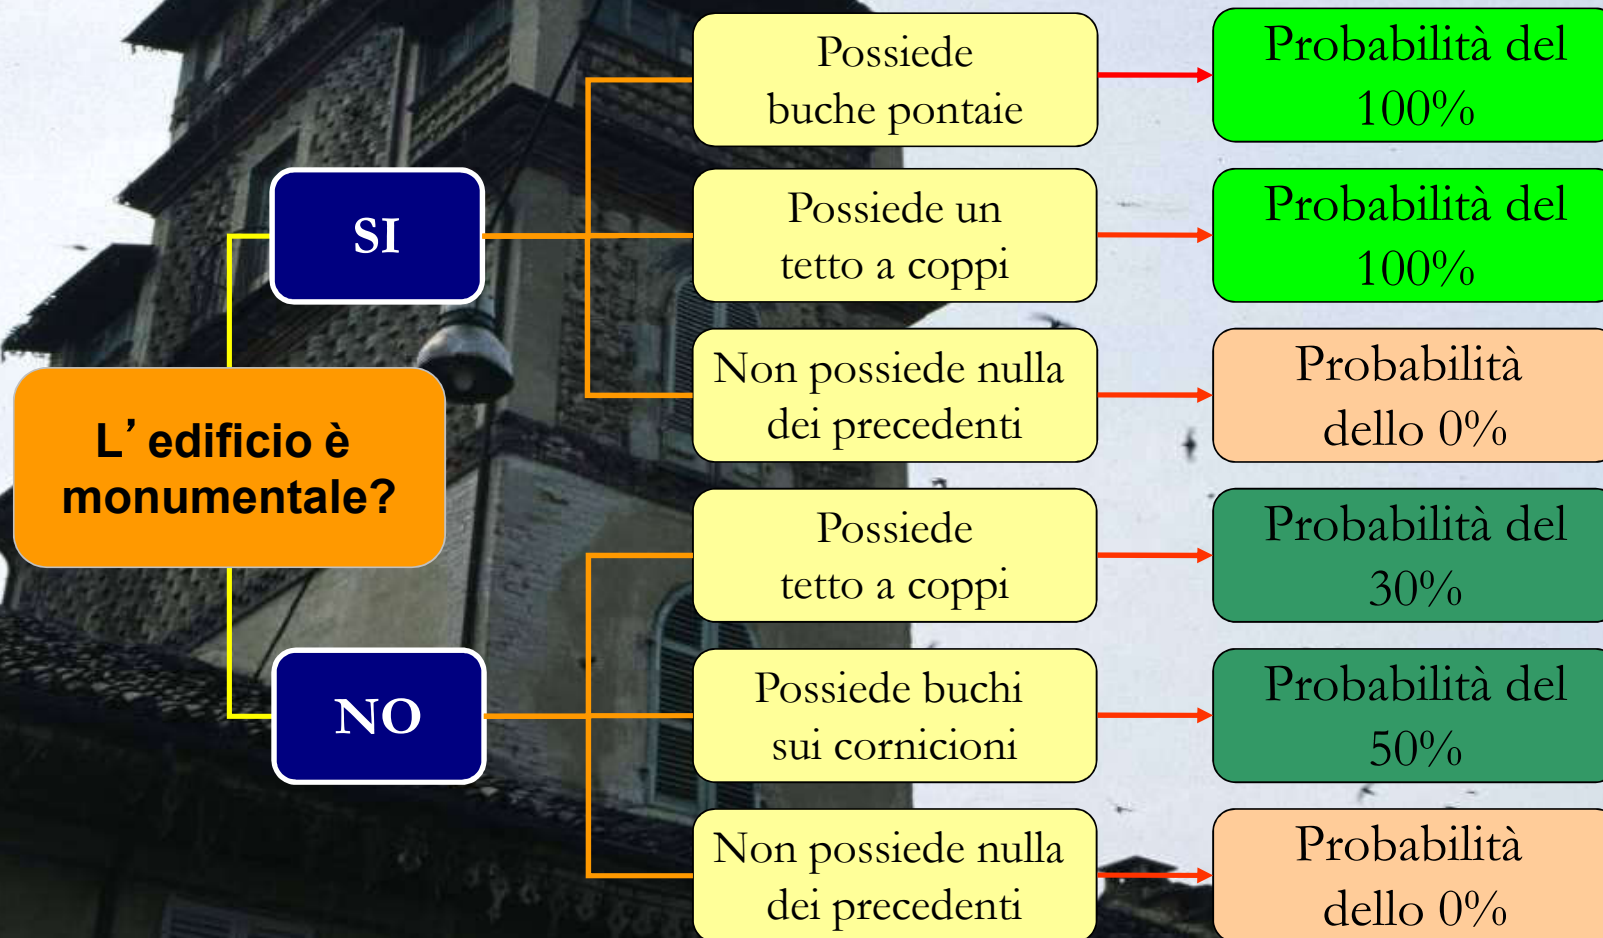 L’ edificio è
monumentale?
SI
Possiede
buche pontaie
Probabilità del
100%
Possiede un
tetto a coppi
Probabilità del
100%
Non possiede nulla
dei precedenti
Probabilità
dello 0%
NO
Possiede
tetto a coppi
Probabilità del
30%
Possiede buchi
sui cornicioni
Probabilità del
50%
Non possiede nulla
dei precedenti
Probabilità
dello 0%